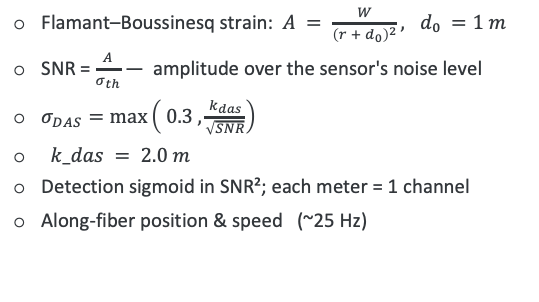 ○ Flamant–Boussinesq strain: A = W / (r + d₀)², d₀ = 1 m
○ SNR = A / σₜₕ — amplitude over the sensor's noise level
○ σ_DAS = max(0.3, k_das / √SNR)
○ k_das = 2.0 m
○ Detection sigmoid in SNR²; each meter = 1 channel
○ Along-fiber position & speed (~25 Hz)